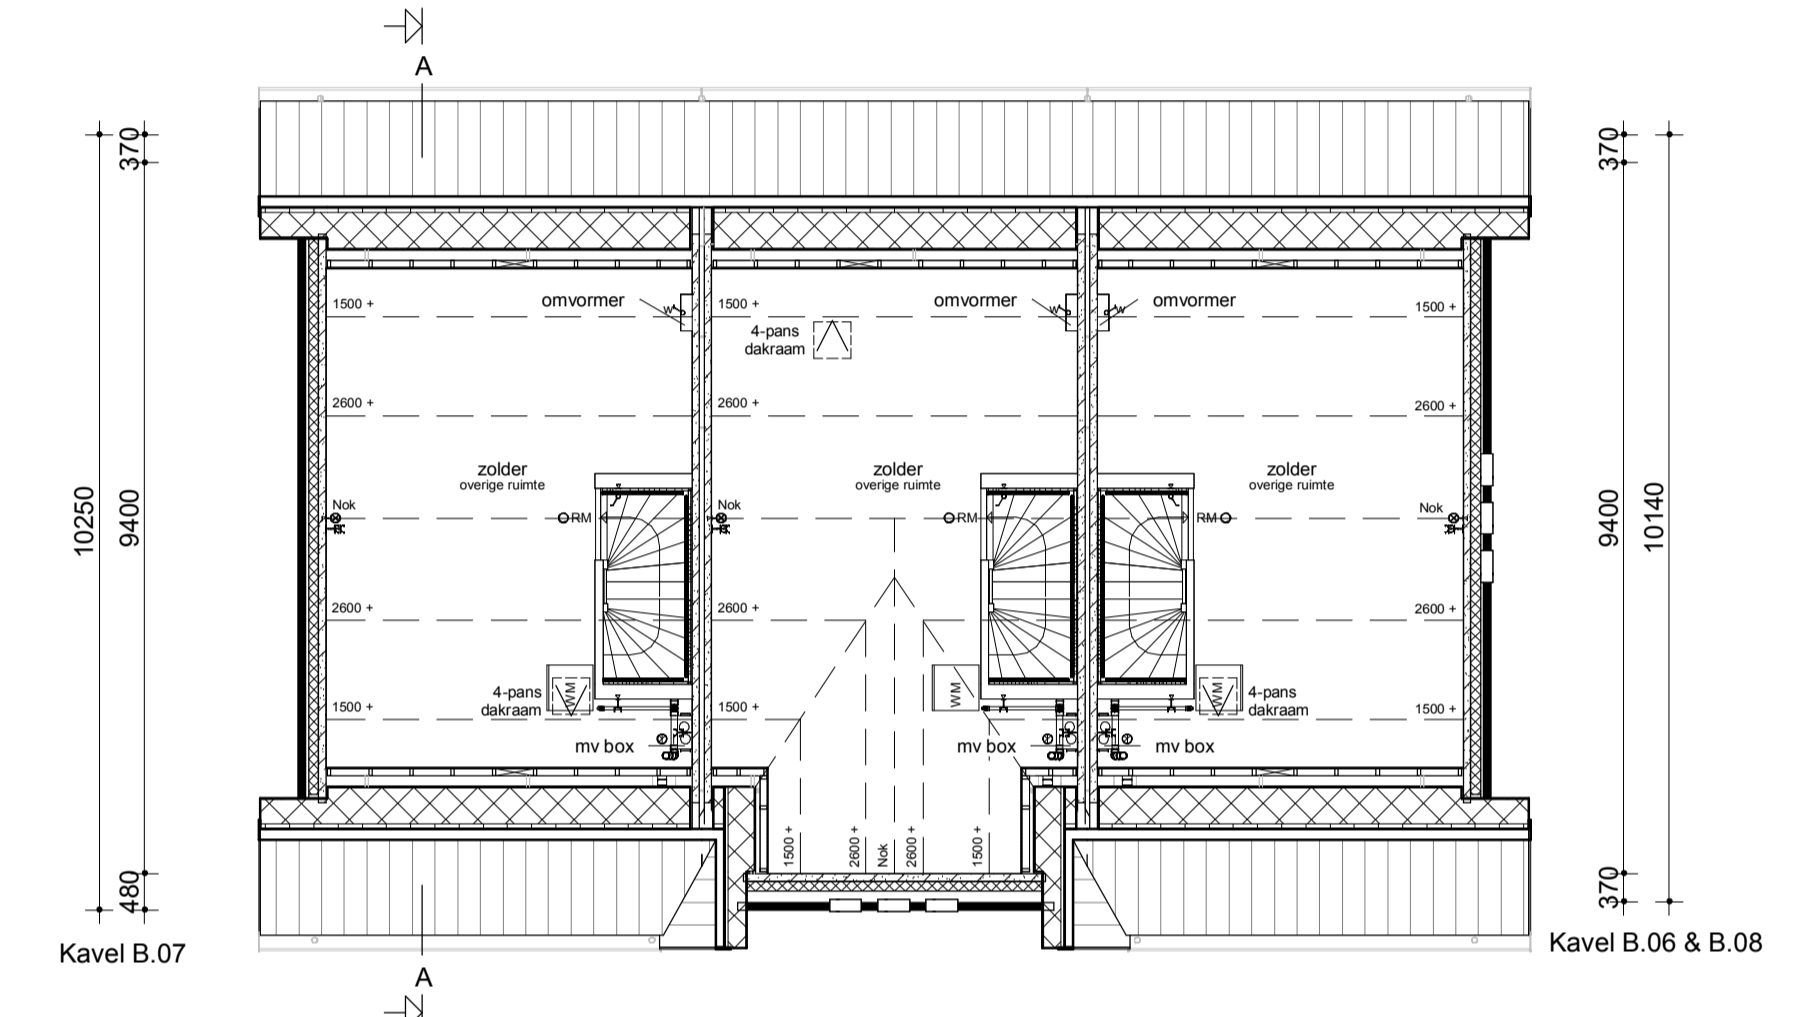 A
370
370
omvormer
omvormer
omvormer
1500 +
1500 +
1500 +
W
W
W
4-pans
dakraam
2600 +
2600 +
2600 +
zolder
overige ruimte
zolder
overige ruimte
zolder
overige ruimte
10250
9400
9400
10140
Nok
RM
Nok
RM
RM
Nok
2600 +
2600 +
2600 +
4-pans
dakraam
WM
WM
WM
4-pans
dakraam
1500 +
1500 +
1500 +
mv box
mv box
mv box
1500 +
2600 +
Nok
2600 +
1500 +
480
370
Kavel B.07
Kavel B.06 & B.08
A